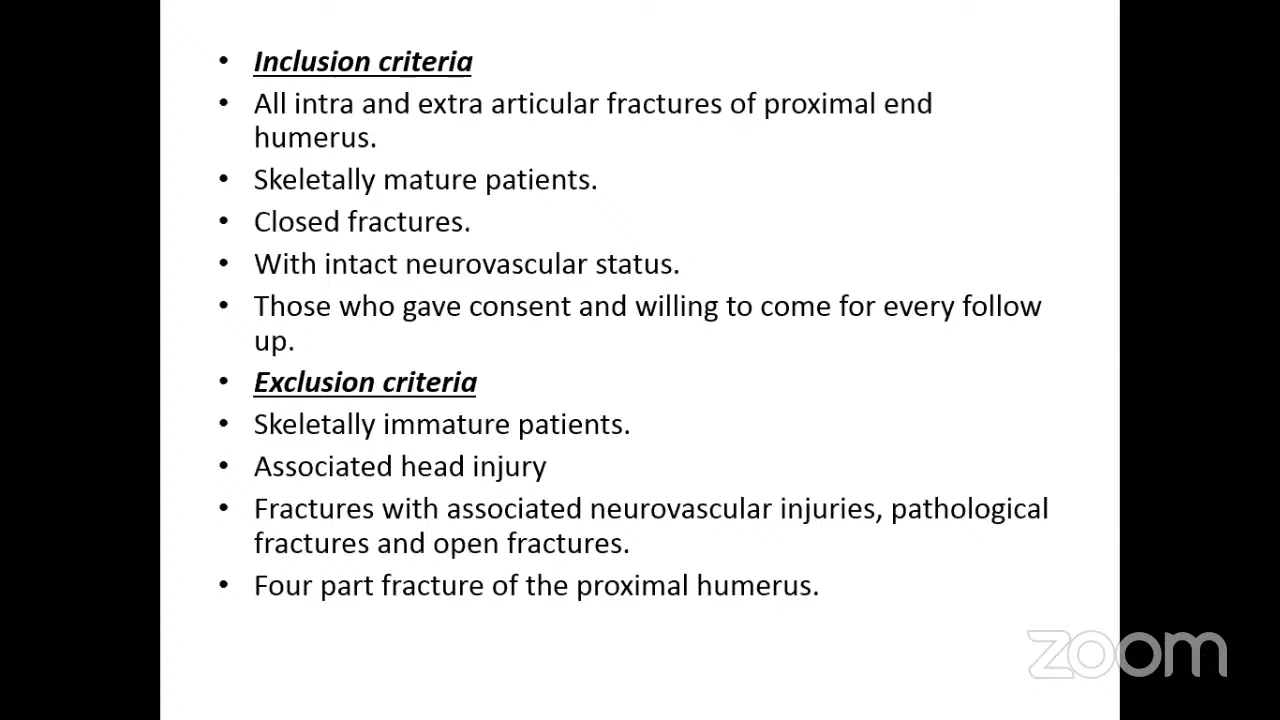 • Inclusion criteria
• All intra and extra articular fractures of proximal end
humerus.
• Skeletally mature patients.
• Closed fractures.
• With intact neurovascular status.
• Those who gave consent and willing to come for every follow
up.
• Exclusion criteria
• Skeletally immature patients.
• Associated head injury
• Fractures with associated neurovascular injuries, pathological
fractures and open fractures.
• Four part fracture of the proximal humerus.
zoom